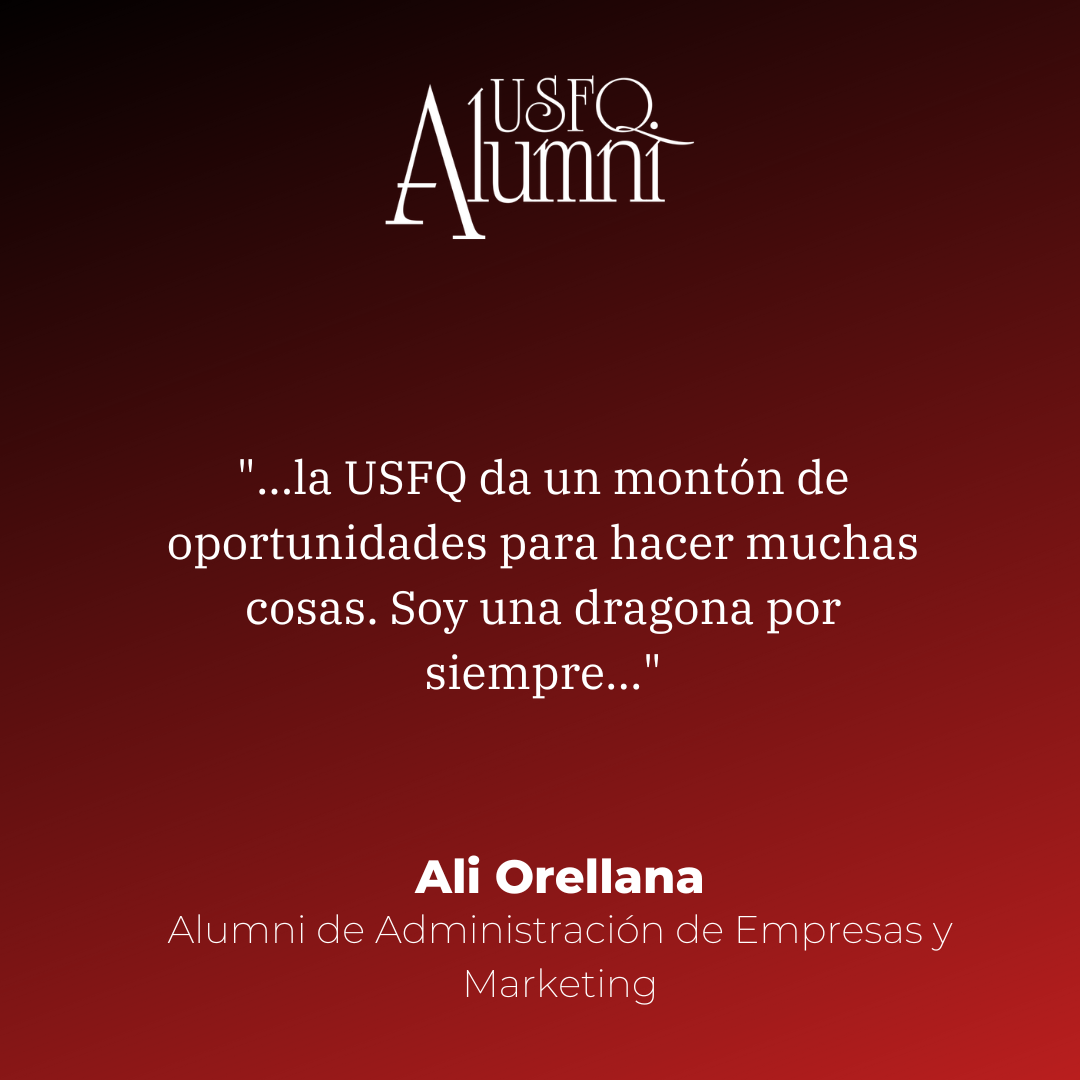 USFQ
Alumni
"...la USFQ da un montón de
oportunidades para hacer muchas
cosas. Soy una dragona por
siempre..."
Ali Orellana
Alumni de Administración de Empresas y
Marketing